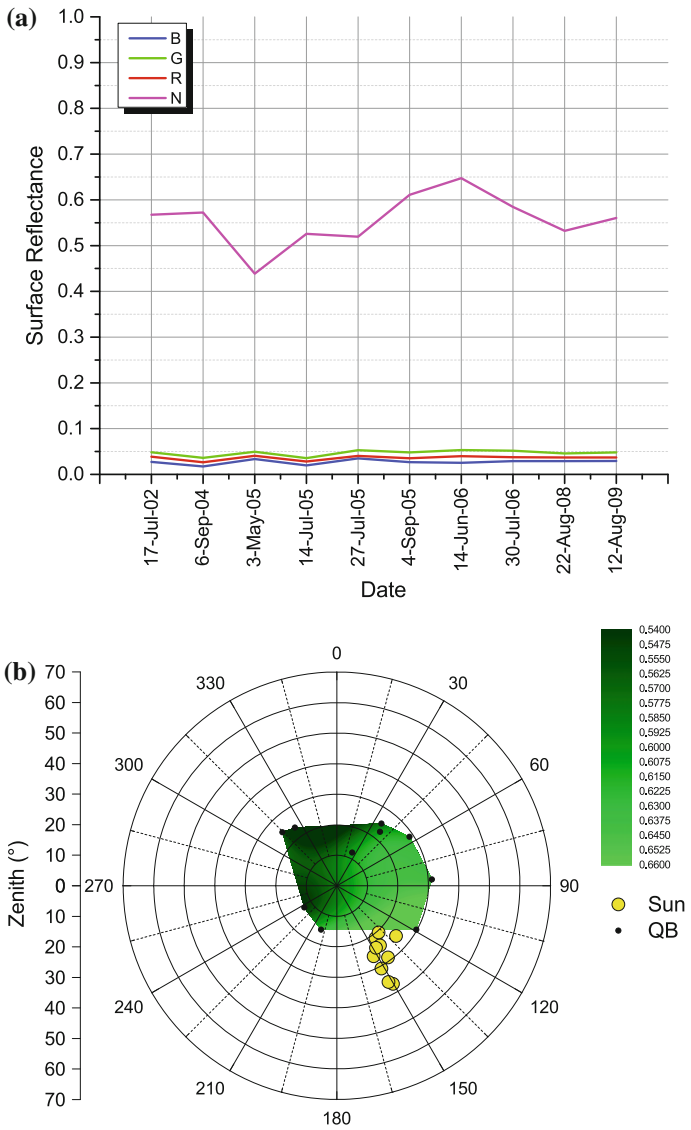 (a)
1.0
0.9
0.8
0.7
0.6
0.5
0.4
0.3
0.2
0.1
0.0
Surface Reflectance
B
G
R
N
17-Jul-02
6-Sep-04
3-May-05
14-Jul-05
27-Jul-05
4-Sep-05
14-Jun-06
30-Jul-06
22-Aug-08
12-Aug-09
Date
(b)
70
60
50
40
30
20
10
0
10
20
30
40
50
60
70
Zenith (°)
0
30
60
90
120
150
180
210
240
270
300
330
0.5400
0.5475
0.5550
0.5625
0.5700
0.5775
0.5850
0.5925
0.6000
0.6075
0.6150
0.6225
0.6300
0.6375
0.6450
0.6525
0.6600
Sun
QB